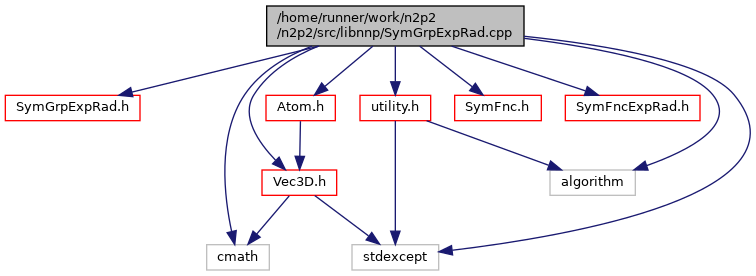 /home/runner/work/n2p2
/n2p2/src/libnnp/SymGrpExpRad.cpp
SymGrpExpRad.h
Atom.h
utility.h
SymFnc.h
SymFncExpRad.h
Vec3D.h
algorithm
cmath
stdexcept